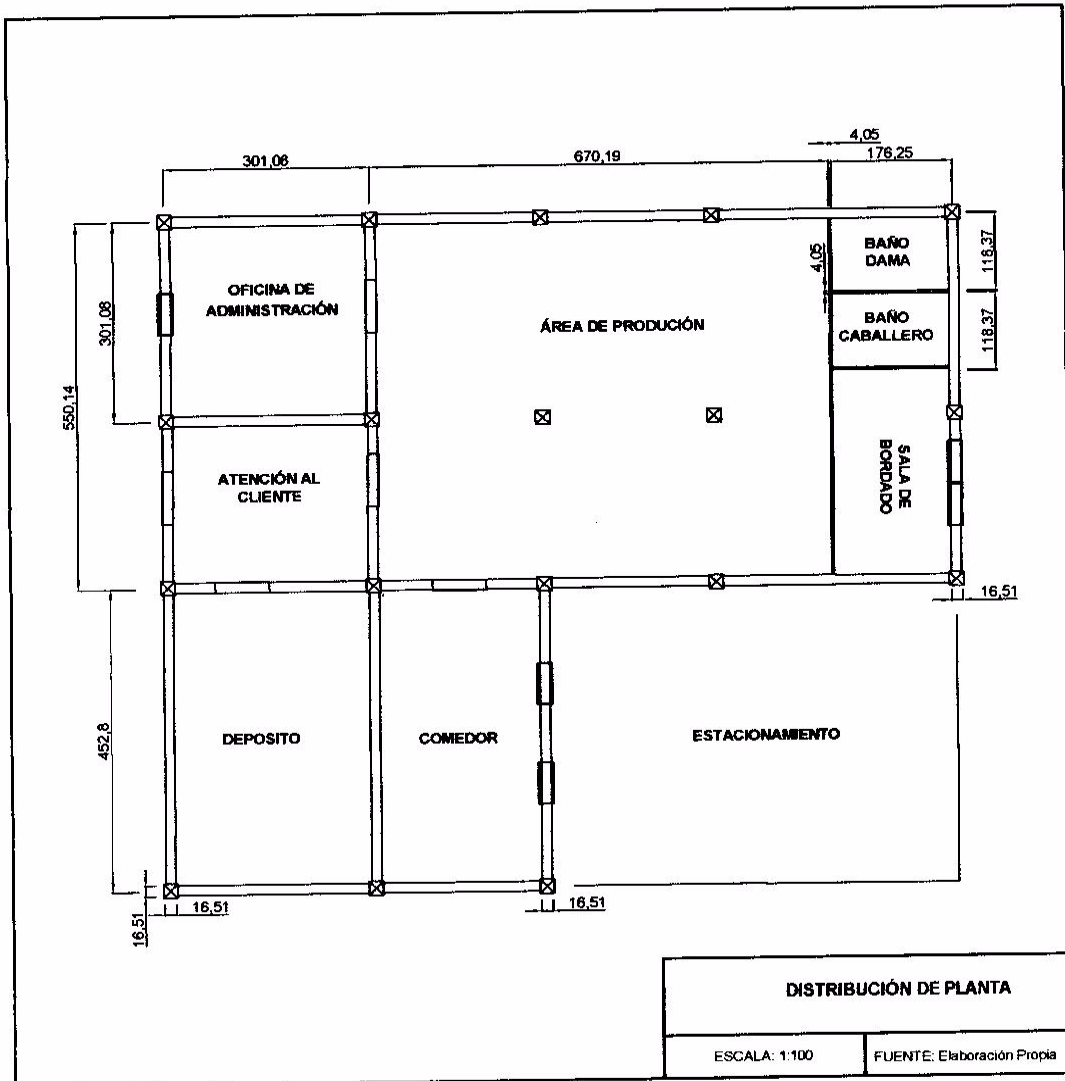 4,05
301,06
670,19
176,25
BAÑO
DAMA
118,37
4,05
OFICINA DE
ADMINISTRACIÓN
301,08
ÁREA DE PRODUCIÓN
BAÑO
CABALLERO
118,37
550,14
ATENCIÓN AL
CLIENTE
SALA DE
BORDADO
16,51
452,8
DEPOSITO
COMEDOR
ESTACIONAMIENTO
16,51
16,51
16,51
DISTRIBUCIÓN DE PLANTA
ESCALA: 1:100
FUENTE: Elaboración Propia